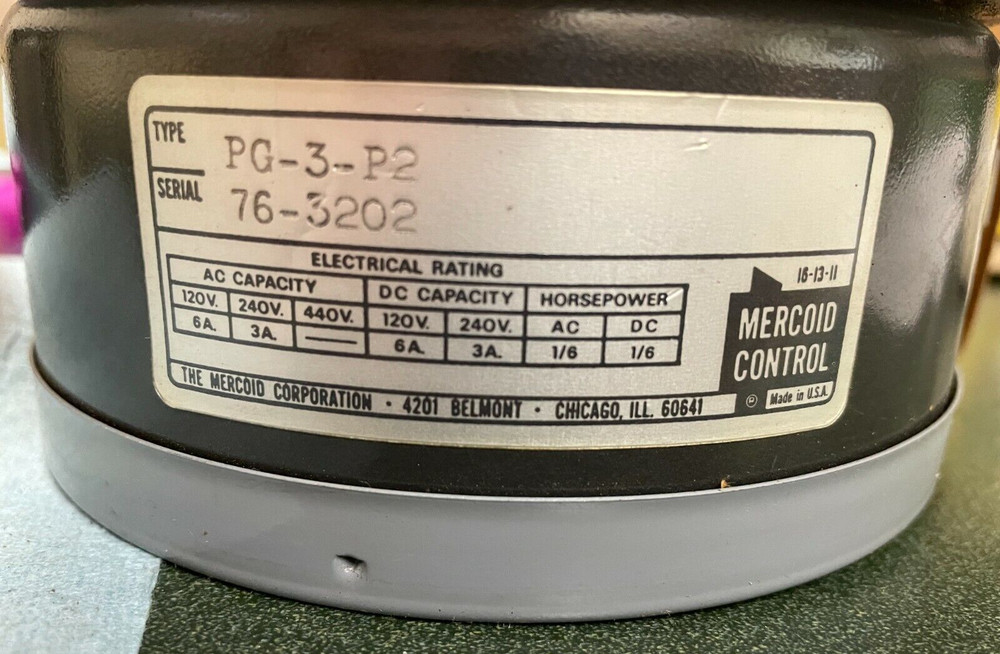 TYPE PG-3-P2
SERIAL 76-3202
ELECTRICAL RATING
AC CAPACITY DC CAPACITY HORSEPOWER
120V. 240V. 440V. 120V. 240V. AC DC
6A. 3A. —— 6A. 3A. 1/6 1/6
16-13-11
MERCOID
CONTROL
THE MERCOID CORPORATION · 4201 BELMONT · CHICAGO, ILL. 60641
© Made in U.S.A.